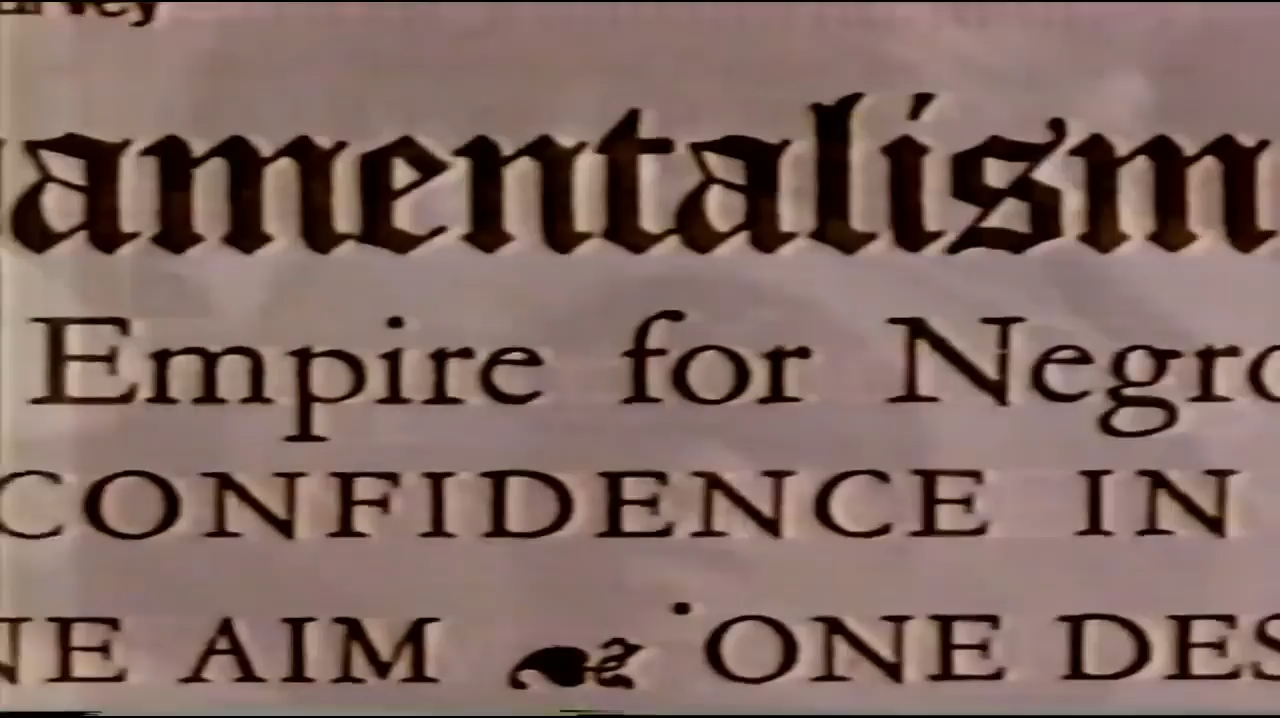 amentalism
Empire for Negro
CONFIDENCE IN
NE AIM ONE DES